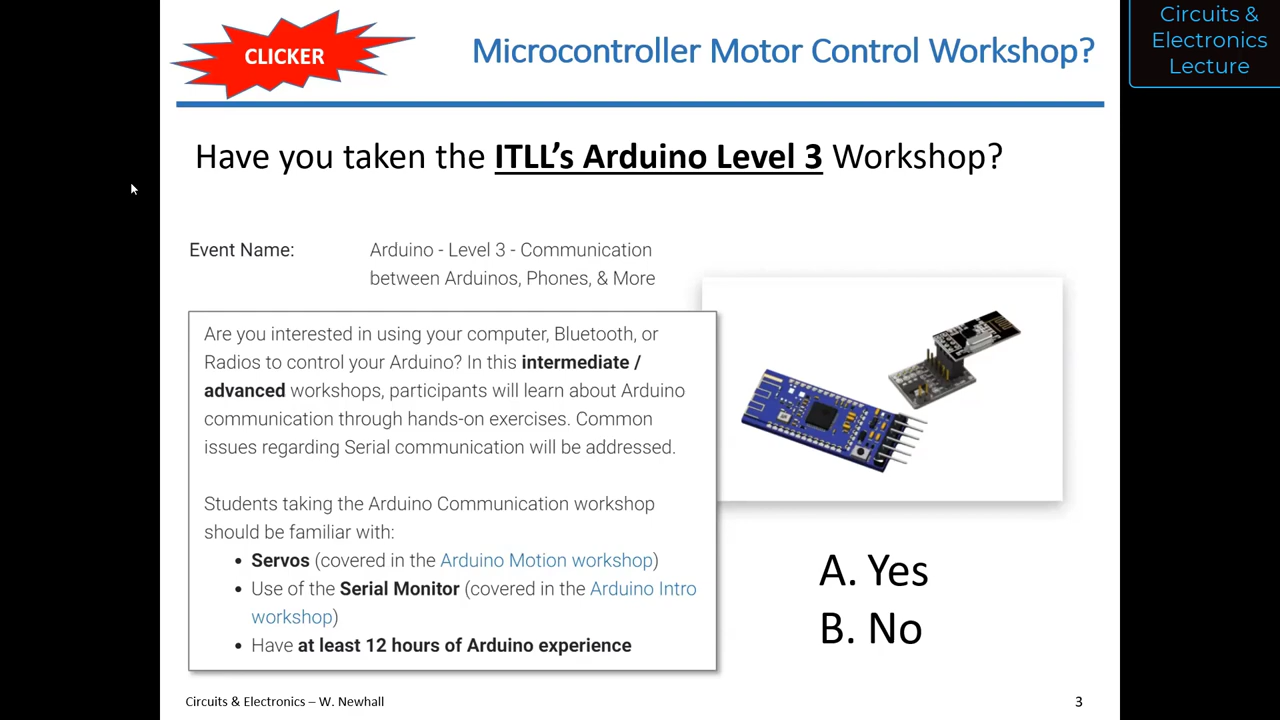 CLICKER
Microcontroller Motor Control Workshop?
Circuits &
Electronics
Lecture
Have you taken the ITLL's Arduino Level 3 Workshop?
Event Name: Arduino - Level 3 - Communication
between Arduinos, Phones, & More
Are you interested in using your computer, Bluetooth, or
Radios to control your Arduino? In this intermediate /
advanced workshops, participants will learn about Arduino
communication through hands-on exercises. Common
issues regarding Serial communication will be addressed.
Students taking the Arduino Communication workshop
should be familiar with:
• Servos (covered in the Arduino Motion workshop)
• Use of the Serial Monitor (covered in the Arduino Intro
workshop)
• Have at least 12 hours of Arduino experience
A. Yes
B. No
Circuits & Electronics – W. Newhall
3